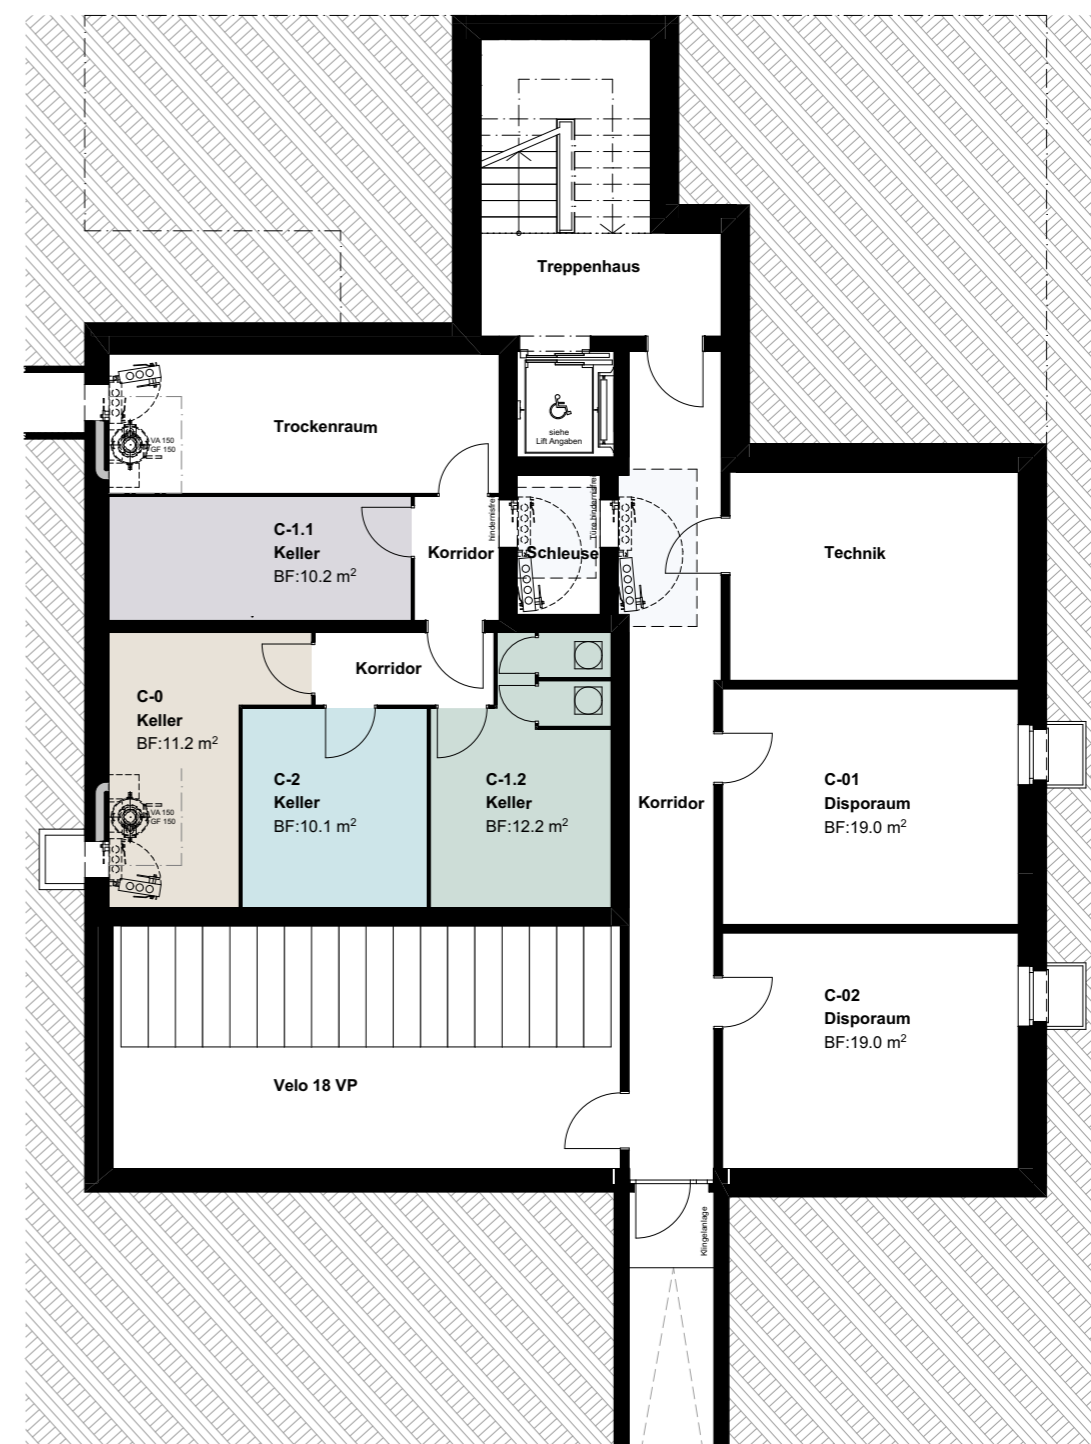 Treppenhaus
siehe
Lift Angaben
Trockenraum
VA 150
GF 150
C-1.1
Keller
BF:10.2 m²
Korridor
hindernisfrei
Schleuse
Türe hindernisfrei
Technik
Korridor
C-0
Keller
BF:11.2 m²
VA 150
GF 150
C-2
Keller
BF:10.1 m²
C-1.2
Keller
BF:12.2 m²
Korridor
C-01
Disporaum
BF:19.0 m²
C-02
Disporaum
BF:19.0 m²
Velo 18 VP
Klingelanlage